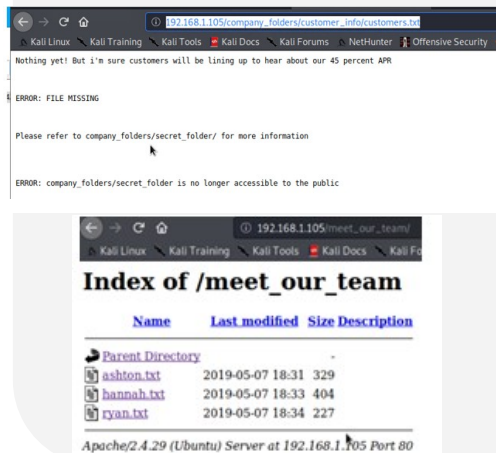 192.168.1.105/company_folders/customer_info/customers.txt
Kali Linux Kali Training Kali Tools Kali Docs Kali Forums NetHunter Offensive Security
Nothing yet! But i'm sure customers will be lining up to hear about our 45 percent APR
ERROR: FILE MISSING
Please refer to company_folders/secret_folder/ for more information
ERROR: company_folders/secret_folder is no longer accessible to the public
192.168.1.105/meet_our_team/
Kali Linux Kali Training Kali Tools Kali Docs Kali Fo
Index of /meet_our_team
Name Last modified Size Description
Parent Directory -
ashton.txt 2019-05-07 18:31 329
hannah.txt 2019-05-07 18:33 404
ryan.txt 2019-05-07 18:34 227
Apache/2.4.29 (Ubuntu) Server at 192.168.1.105 Port 80